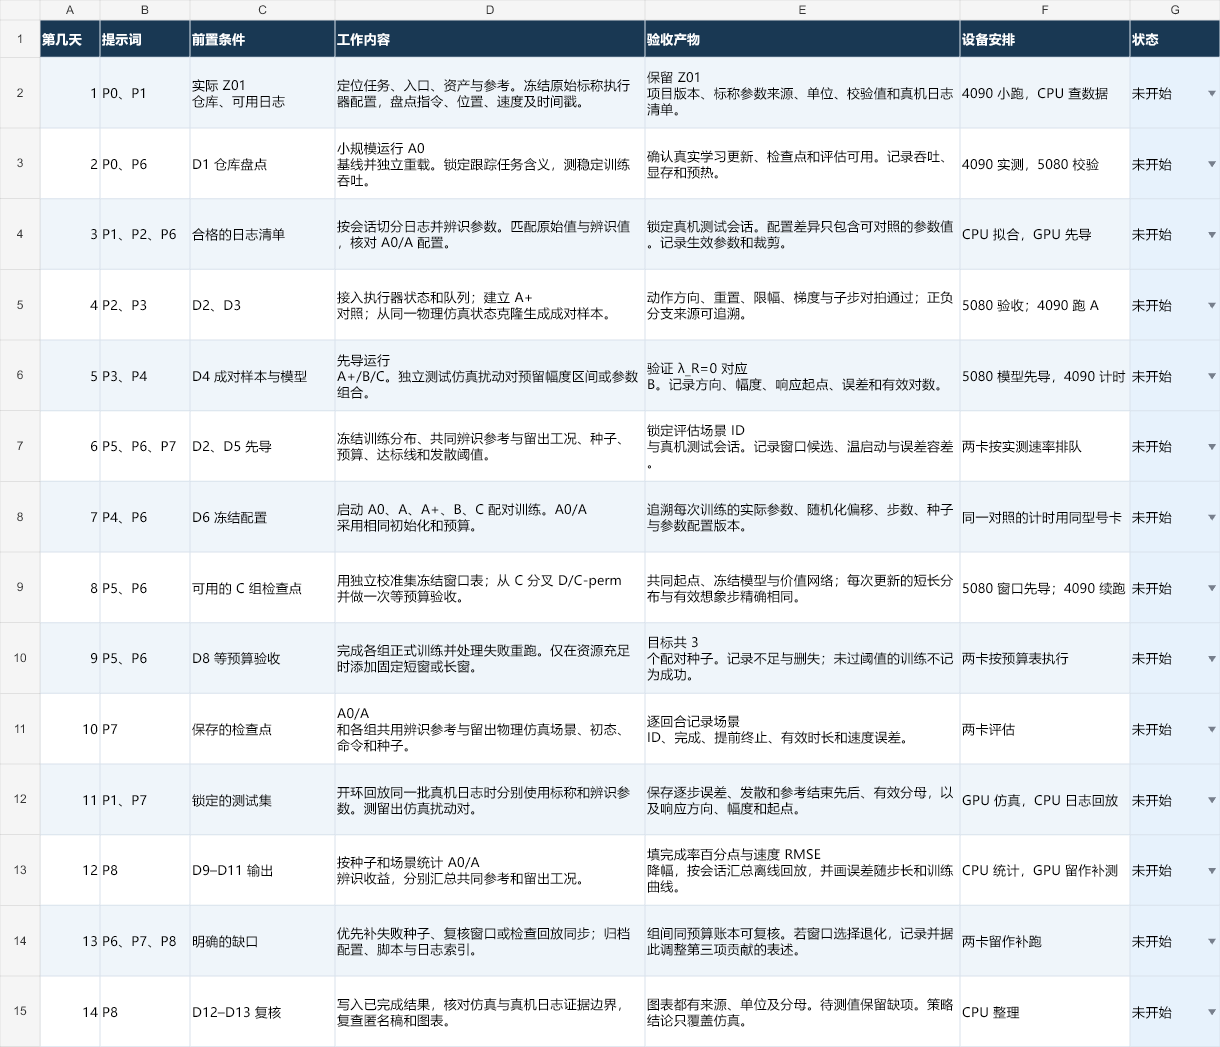 A B C D E F G
1 第几天 提示词 前置条件 工作内容 验收产物 设备安排 状态
2 1 P0、P1 实际 Z01
仓库、可用日志 定位任务、入口、资产与参考。冻结原始标称执行
器配置，盘点指令、位置、速度及时间戳。 保留 Z01
项目版本、标称参数来源、单位、校验值和真机日志
清单。 4090 小跑，CPU 查数据 未开始
3 2 P0、P6 D1 仓库盘点 小规模运行 A0
基线并独立重载。锁定跟踪任务含义，测稳定训练
吞吐。 确认真实学习更新、检查点和评估可用。记录吞吐、
显存和预热。 4090 实测，5080 校验 未开始
4 3 P1、P2、P6 合格的日志清单 按会话切分日志并辨识参数。匹配原始值与辨识值
，核对 A0/A 配置。 锁定真机测试会话。配置差异只包含可对照的参数值
。记录生效参数和裁剪。 CPU 拟合，GPU 先导 未开始
5 4 P2、P3 D2、D3 接入执行器状态和队列；建立 A+
对照；从同一物理仿真状态克隆生成成对样本。 动作方向、重置、限幅、梯度与子步对拍通过；正负
分支来源可追溯。 5080 验收；4090 跑 A 未开始
6 5 P3、P4 D4 成对样本与模型 先导运行
A+/B/C。独立测试仿真扰动对预留幅度区间或参数
组合。 验证 λ_R=0 对应
B。记录方向、幅度、响应起点、误差和有效对数。 5080 模型先导，4090 计时 未开始
7 6 P5、P6、P7 D2、D5 先导 冻结训练分布、共同辨识参考与留出工况、种子、
预算、达标线和发散阈值。 锁定评估场景 ID
与真机测试会话。记录窗口候选、温启动与误差容差
。 两卡按实测速率排队 未开始
8 7 P4、P6 D6 冻结配置 启动 A0、A、A+、B、C 配对训练。A0/A
采用相同初始化和预算。 追溯每次训练的实际参数、随机化偏移、步数、种子
与参数配置版本。 同一对照的计时用同型号卡 未开始
9 8 P5、P6 可用的 C 组检查点 用独立校准集冻结窗口表；从 C 分叉 D/C-perm
并做一次等预算验收。 共同起点、冻结模型与价值网络；每次更新的短长分
布与有效想象步精确相同。 5080 窗口先导；4090 续跑 未开始
10 9 P5、P6 D8 等预算验收 完成各组正式训练并处理失败重跑。仅在资源充足
时添加固定短窗或长窗。 目标共 3
个配对种子。记录不足与删失；未过阈值的训练不记
为成功。 两卡按预算表执行 未开始
11 10 P7 保存的检查点 A0/A
和各组共用辨识参考与留出物理仿真场景、初态、
命令和种子。 逐回合记录场景
ID、完成、提前终止、有效时长和速度误差。 两卡评估 未开始
12 11 P1、P7 锁定的测试集 开环回放同一批真机日志时分别使用标称和辨识参
数。测留出仿真扰动对。 保存逐步误差、发散和参考结束先后、有效分母，以
及响应方向、幅度和起点。 GPU 仿真，CPU 日志回放 未开始
13 12 P8 D9–D11 输出 按种子和场景统计 A0/A
辨识收益，分别汇总共同参考和留出工况。 填完成率百分点与速度 RMSE
降幅，按会话汇总离线回放，并画误差随步长和训练
曲线。 CPU 统计，GPU 留作补测 未开始
14 13 P6、P7、P8 明确的缺口 优先补失败种子、复核窗口或检查回放同步；归档
配置、脚本与日志索引。 组间同预算账本可复核。若窗口选择退化，记录并据
此调整第三项贡献的表述。 两卡留作补跑 未开始
15 14 P8 D12–D13 复核 写入已完成结果，核对仿真与真机日志证据边界，
复查匿名稿和图表。 图表都有来源、单位及分母。待测值保留缺项。策略
结论只覆盖仿真。 CPU 整理 未开始